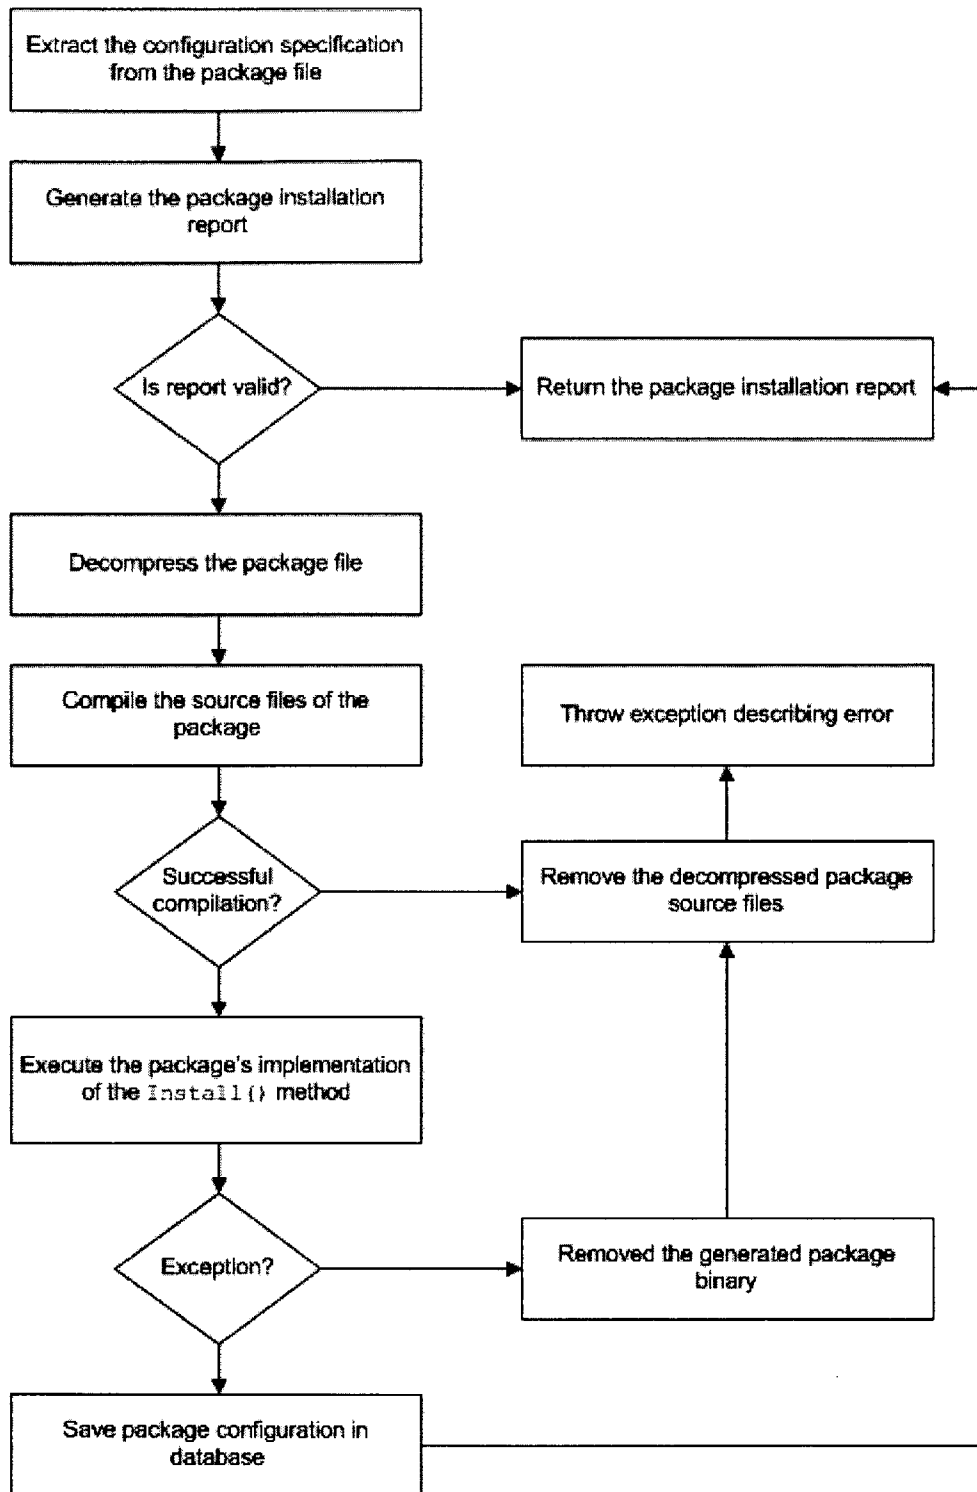 Extract the configuration specification
from the package file
Generate the package installation
report
Is report valid?
Return the package installation report
Decompress the package file
Compile the source files of the
package
Throw exception describing error
Successful
compilation?
Remove the decompressed package
source files
Execute the package's implementation
of the Install() method
Exception?
Removed the generated package
binary
Save package configuration in
database